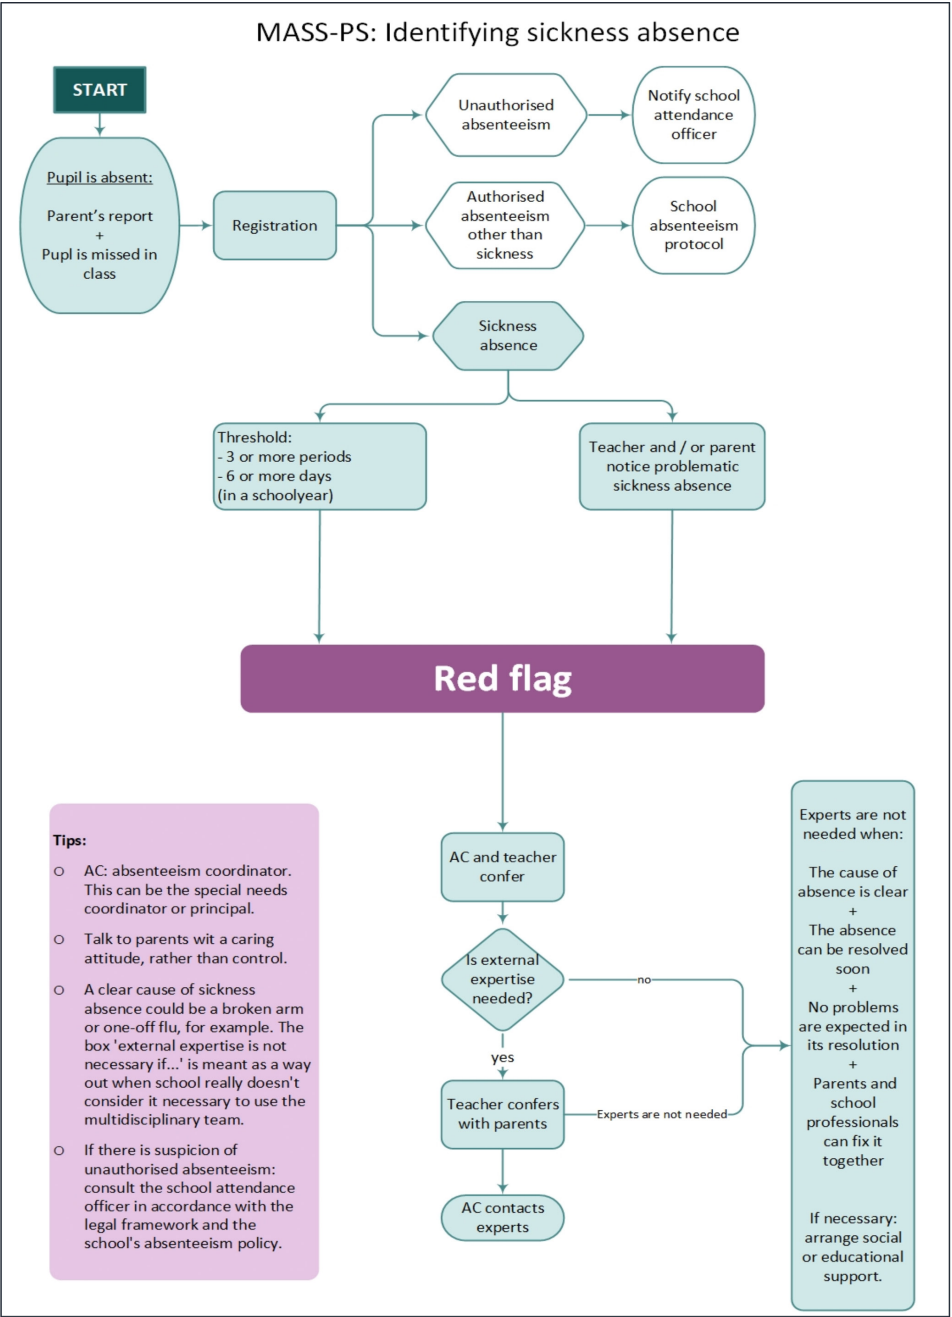 MASS-PS: Identifying sickness absence
START
Pupil is absent:
Parent's report
+
Pupl is missed in
class
Registration
Unauthorised
absenteeism
Notify school
attendance
officer
Authorised
absenteeism
other than
sickness
School
absenteeism
protocol
Sickness
absence
Threshold:
- 3 or more periods
- 6 or more days
(in a schoolyear)
Teacher and / or parent
notice problematic
sickness absence
Red flag
AC and teacher
confer
Is external
expertise
needed?
no
yes
Teacher confers
with parents
Experts are not needed
AC contacts
experts
Experts are not
needed when:
The cause of
absence is clear
+
The absence
can be resolved
soon
+
No problems
are expected in
its resolution
+
Parents and
school
professionals
can fix it
together
If necessary:
arrange social
or educational
support.
Tips:
o AC: absenteeism coordinator.
This can be the special needs
coordinator or principal.
o Talk to parents wit a caring
attitude, rather than control.
o A clear cause of sickness
absence could be a broken arm
or one-off flu, for example. The
box 'external expertise is not
necessary if...' is meant as a way
out when school really doesn't
consider it necessary to use the
multidisciplinary team.
o If there is suspicion of
unauthorised absenteeism:
consult the school attendance
officer in accordance with the
legal framework and the
school's absenteeism policy.